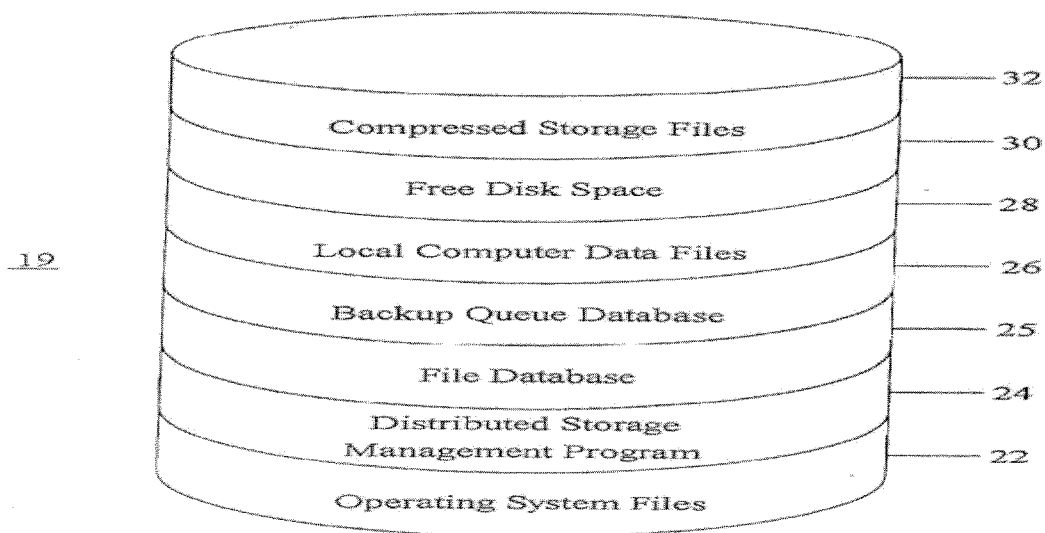 32
Compressed Storage Files
30
Free Disk Space
28
19
Local Computer Data Files
26
Backup Queue Database
25
File Database
24
Distributed Storage
Management Program
22
Operating System Files